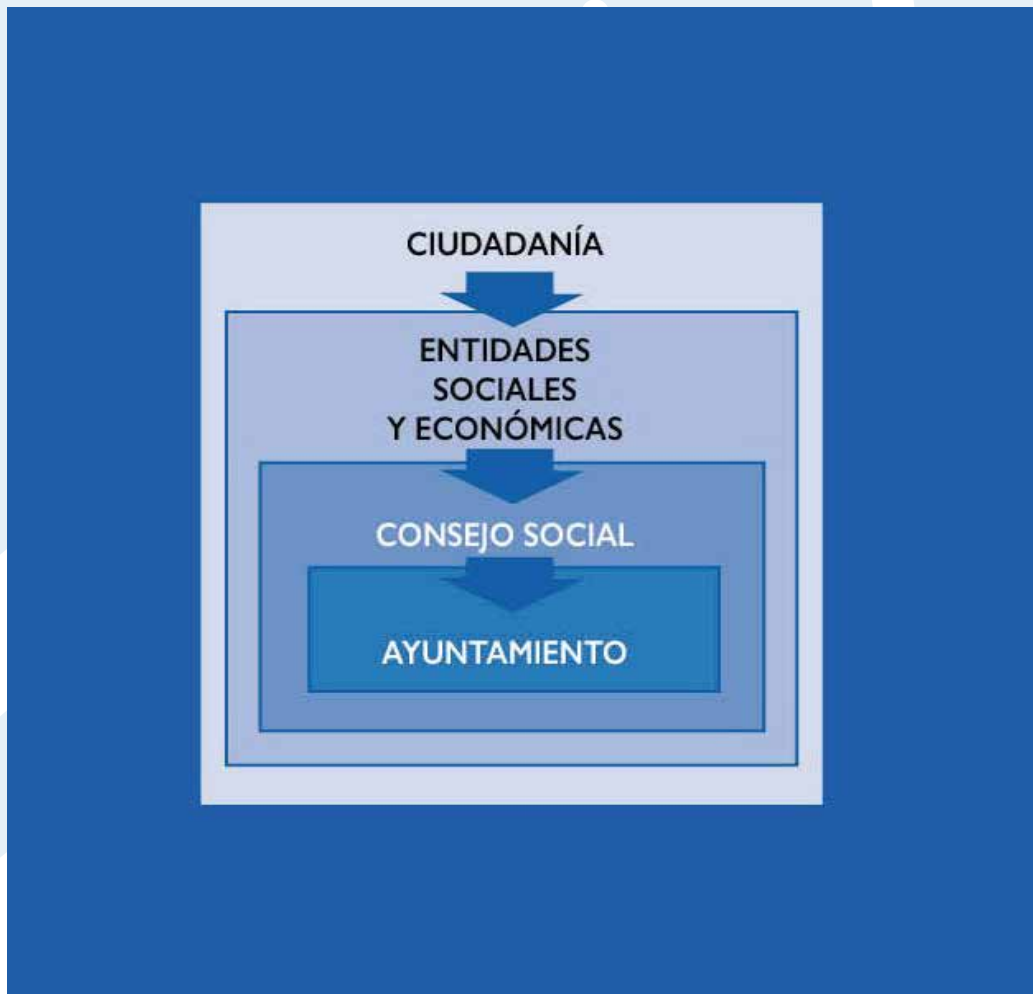 CIUDADANÍA
ENTIDADES
SOCIALES
Y ECONÓMICAS
CONSEJO SOCIAL
AYUNTAMIENTO